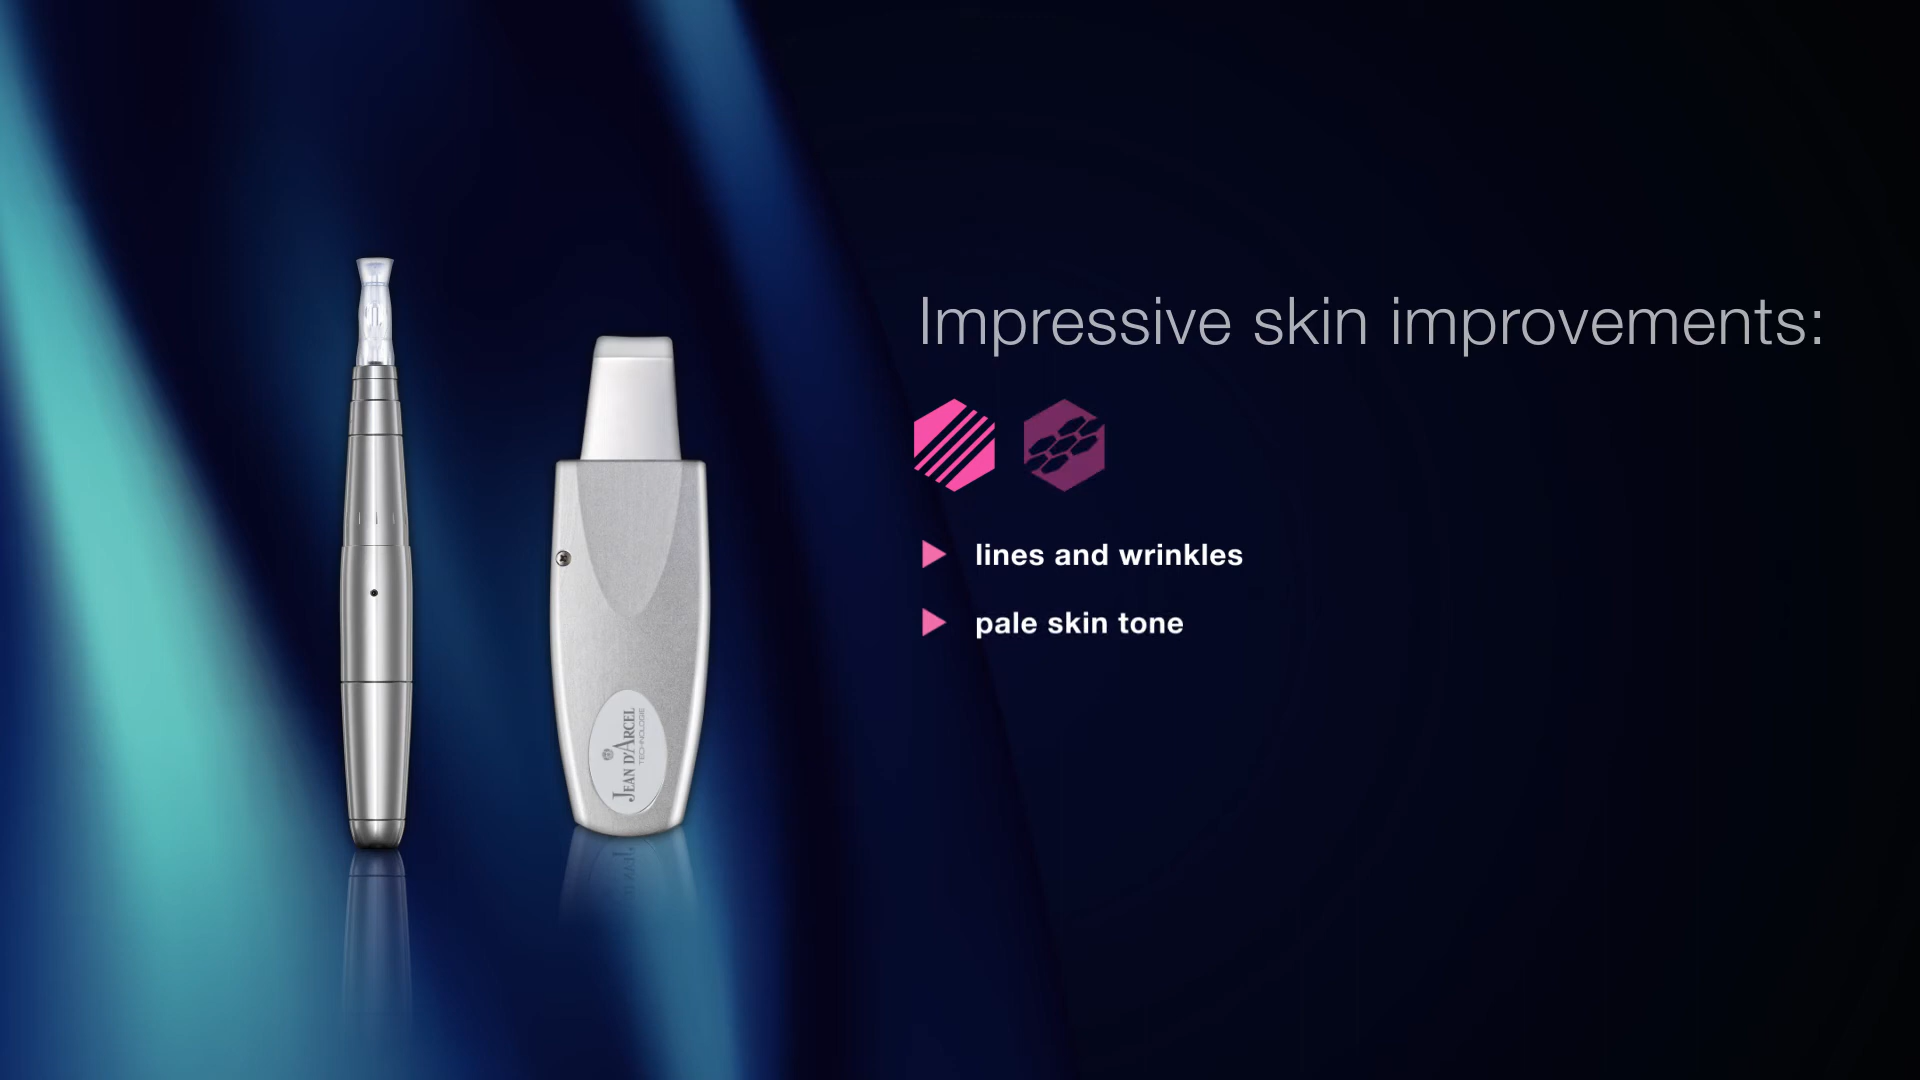 Impressive skin improvements:
lines and wrinkles
pale skin tone
JEAN D'ARCEL
TECHNOLOGIE